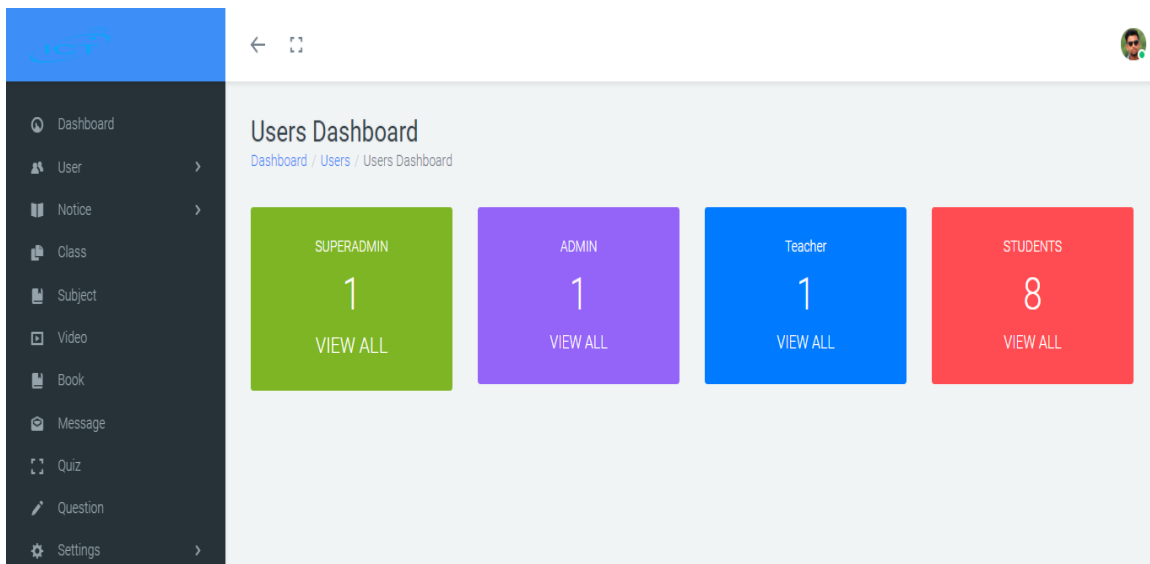 Dashboard
User
Notice
Class
Subject
Video
Book
Message
Quiz
Question
Settings
Users Dashboard
Dashboard / Users / Users Dashboard
SUPERADMIN
1
VIEW ALL
ADMIN
1
VIEW ALL
Teacher
1
VIEW ALL
STUDENTS
8
VIEW ALL